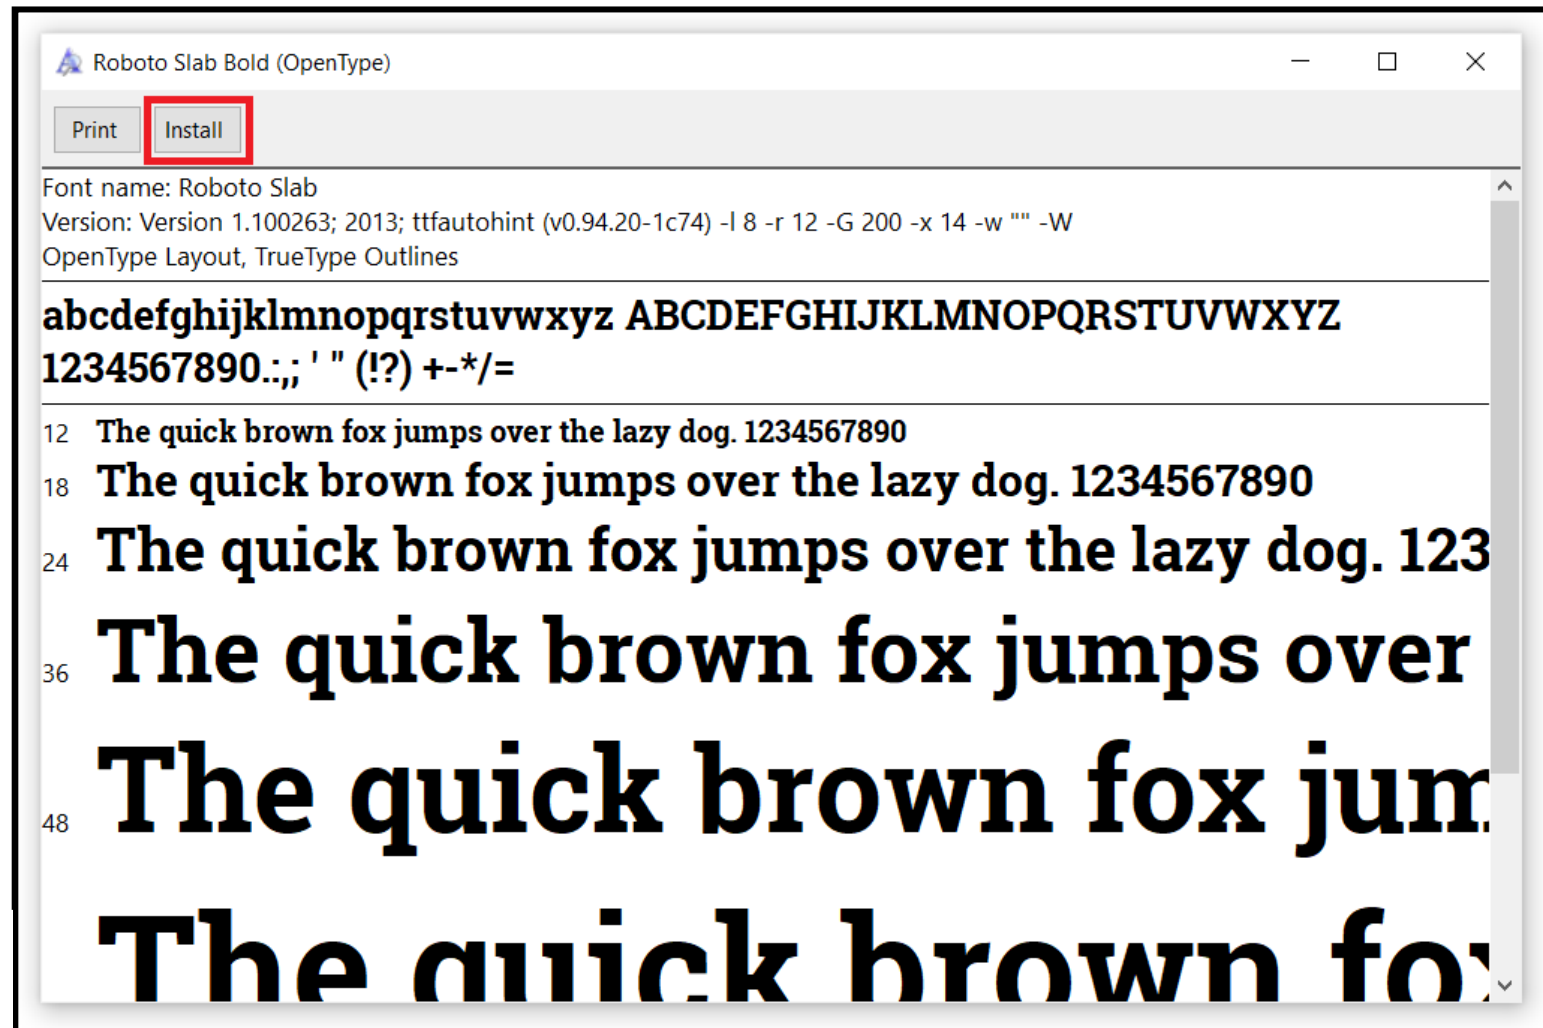 Roboto Slab Bold (OpenType)
Print Install
Font name: Roboto Slab
Version: Version 1.100263; 2013; ttfautohint (v0.94.20-1c74) -l 8 -r 12 -G 200 -x 14 -w "" -W
OpenType Layout, TrueType Outlines
abcdefghijklmnopqrstuvwxyz ABCDEFGHIJKLMNOPQRSTUVWXYZ
1234567890.:,; ' " (!?) +-*/=
12 The quick brown fox jumps over the lazy dog. 1234567890
18 The quick brown fox jumps over the lazy dog. 1234567890
24 The quick brown fox jumps over the lazy dog. 123
36 The quick brown fox jumps over
48 The quick brown fox jum
The quick brown fox